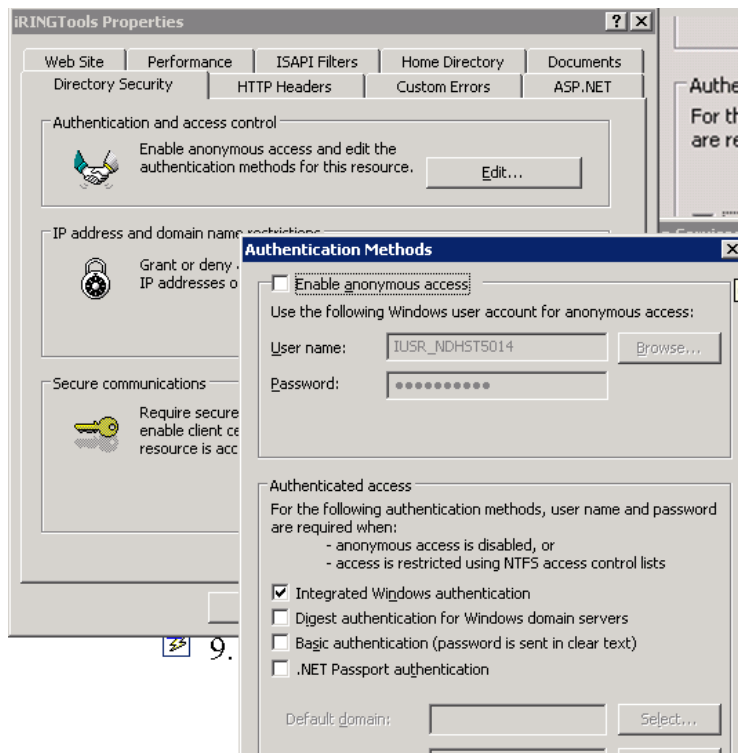 iRINGTools Properties
Web Site Performance ISAPI Filters Home Directory Documents
Directory Security HTTP Headers Custom Errors ASP.NET
Authentication and access control
Enable anonymous access and edit the
authentication methods for this resource.
Edit...
IP address and domain name restrictions
Grant or deny
IP addresses o
Secure communications
Require secure
enable client ce
resource is acc
Authe
For th
are re
Authentication Methods
Enable anonymous access
Use the following Windows user account for anonymous access:
User name: IUSR_NDHST5014 Browse...
Password: ●●●●●●●●●●
Authenticated access
For the following authentication methods, user name and password
are required when:
- anonymous access is disabled, or
- access is restricted using NTFS access control lists
Integrated Windows authentication
Digest authentication for Windows domain servers
Basic authentication (password is sent in clear text)
.NET Passport authentication
Default domain: Select...
9.